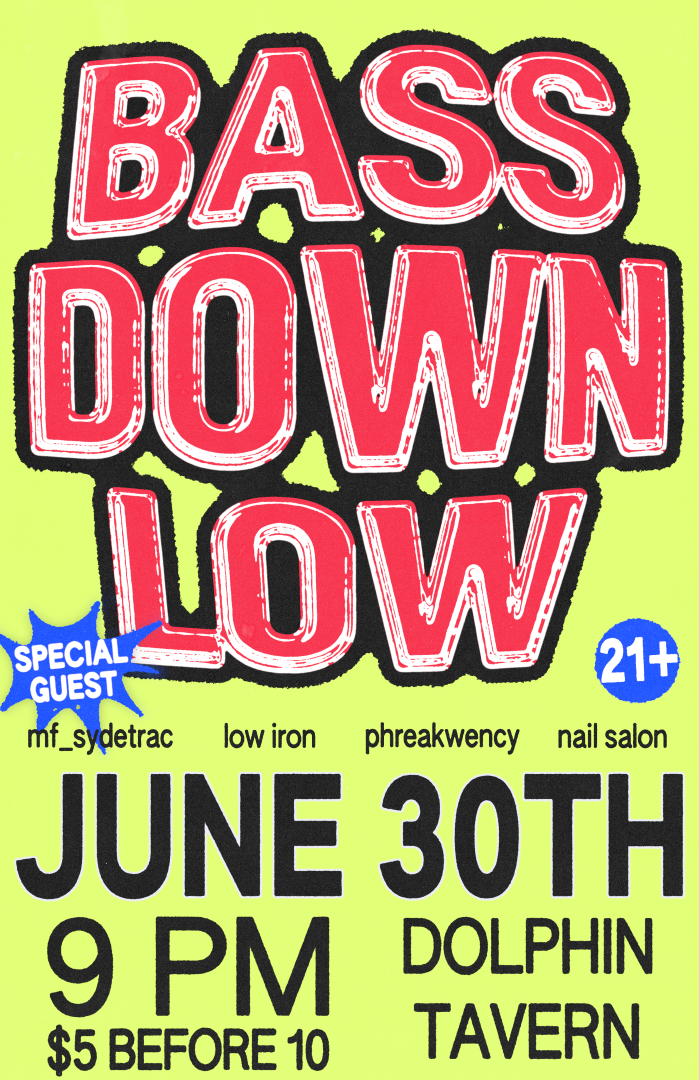 BASS
DOWN
LOW
SPECIAL
GUEST
21+
mf_sydetrac low iron phreakwency nail salon
JUNE 30TH
9 PM
$5 BEFORE 10
DOLPHIN
TAVERN